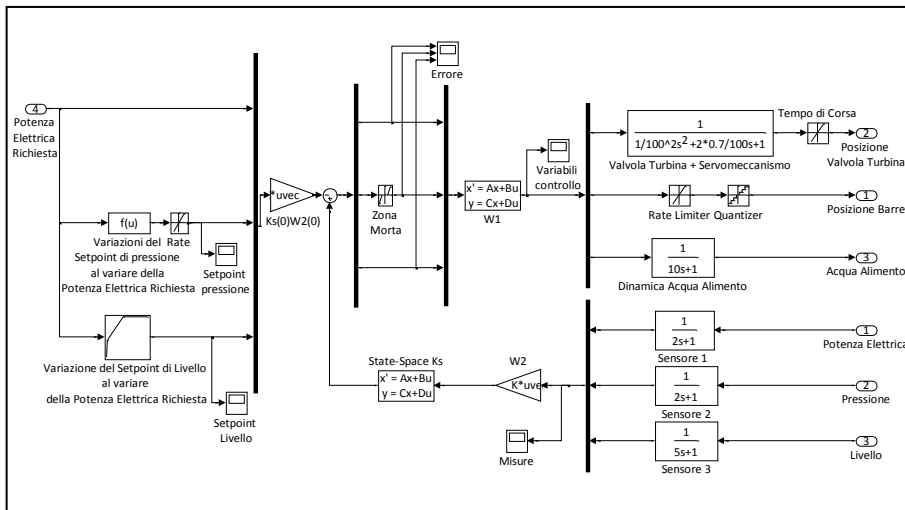 4
Potenza
Elettrica
Richiesta
f(u)
Variazioni del
Setpoint di pressione
al variare della
Potenza Elettrica Richiesta
Rate
Setpoint
pressione
Variazione del Setpoint di Livello
al variare
della Potenza Elettrica Richiesta
Setpoint
Livello
*uvec
Ks(0)W2(0)
Zona
Morta
Errore
x' = Ax+Bu
y = Cx+Du
W1
Variabili
controllo
1
1/100^2s²+2*0.7/100s+1
Valvola Turbina + Servomeccanismo
Tempo di Corsa
2
Posizione
Valvola Turbina
Rate Limiter
Quantizer
1
Posizione Barre
1
10s+1
Dinamica Acqua Alimento
3
Acqua Alimento
1
2s+1
Sensore 1
1
Potenza Elettrica
1
2s+1
Sensore 2
2
Pressione
1
5s+1
Sensore 3
3
Livello
W2
K*uve
Misure
State-Space Ks
x' = Ax+Bu
y = Cx+Du